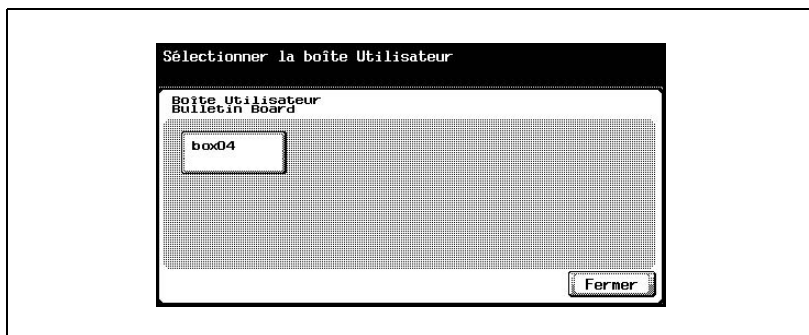 Sélectionner la boîte Utilisateur
Boîte Utilisateur
Bulletin Board
box04
Fermer